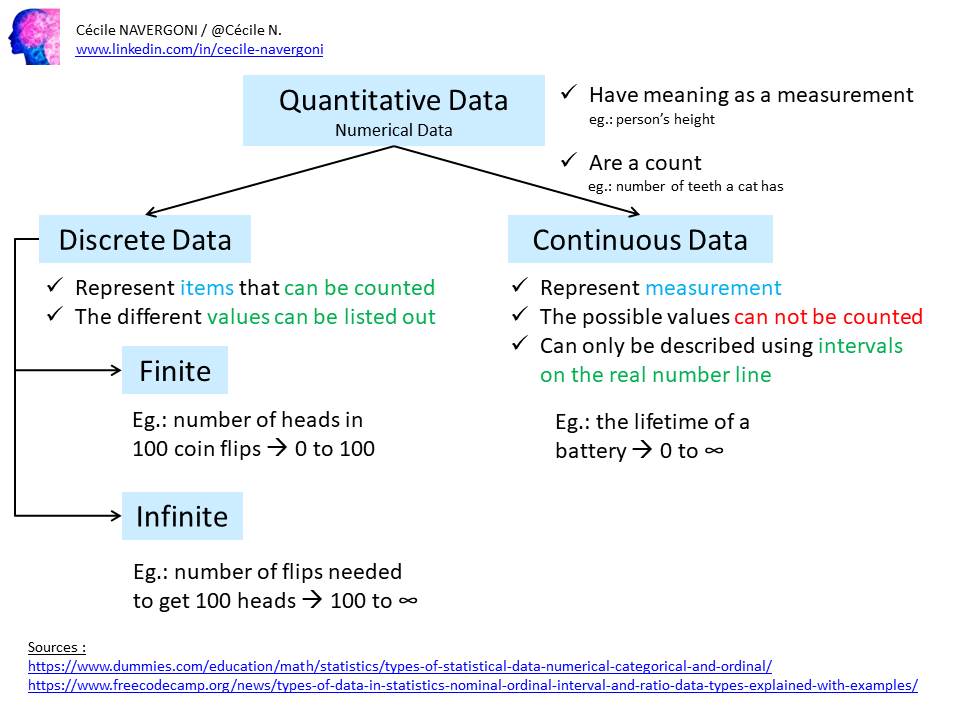 Cécile NAVERGONI / @Cécile N.
www.linkedin.com/in/cecile-navergoni
Quantitative Data
Numerical Data
✓ Have meaning as a measurement
eg.: person's height
✓ Are a count
eg.: number of teeth a cat has
Discrete Data
✓ Represent items that can be counted
✓ The different values can be listed out
Finite
Eg.: number of heads in
100 coin flips → 0 to 100
Infinite
Eg.: number of flips needed
to get 100 heads → 100 to ∞
Continuous Data
✓ Represent measurement
✓ The possible values can not be counted
✓ Can only be described using intervals
on the real number line
Eg.: the lifetime of a
battery → 0 to ∞
Sources :
https://www.dummies.com/education/math/statistics/types-of-statistical-data-numerical-categorical-and-ordinal/
https://www.freecodecamp.org/news/types-of-data-in-statistics-nominal-ordinal-interval-and-ratio-data-types-explained-with-examples/